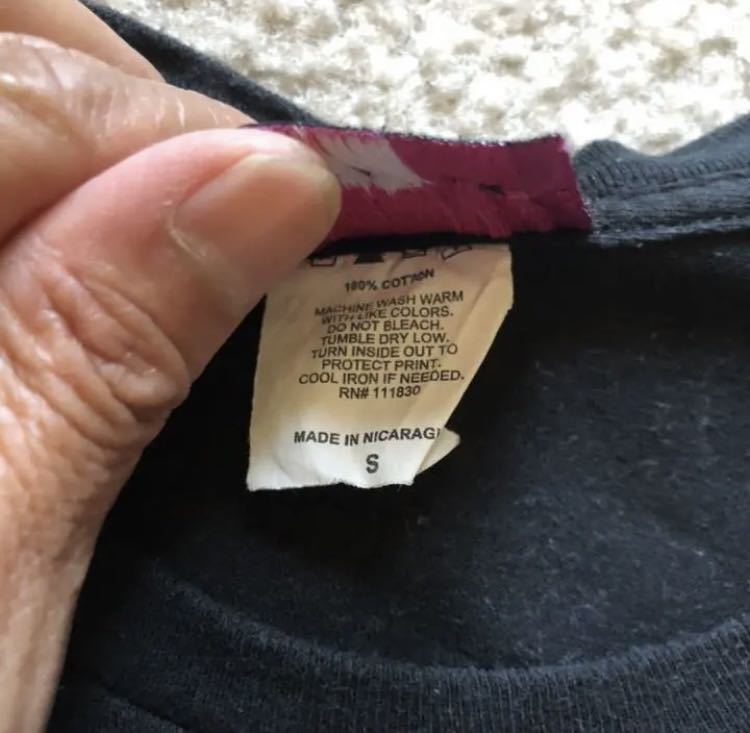 100% COTTON
MACHINE WASH WARM
WITH LIKE COLORS.
DO NOT BLEACH.
TUMBLE DRY LOW.
TURN INSIDE OUT TO
PROTECT PRINT.
COOL IRON IF NEEDED.
RN# 111830
MADE IN NICARAG
S